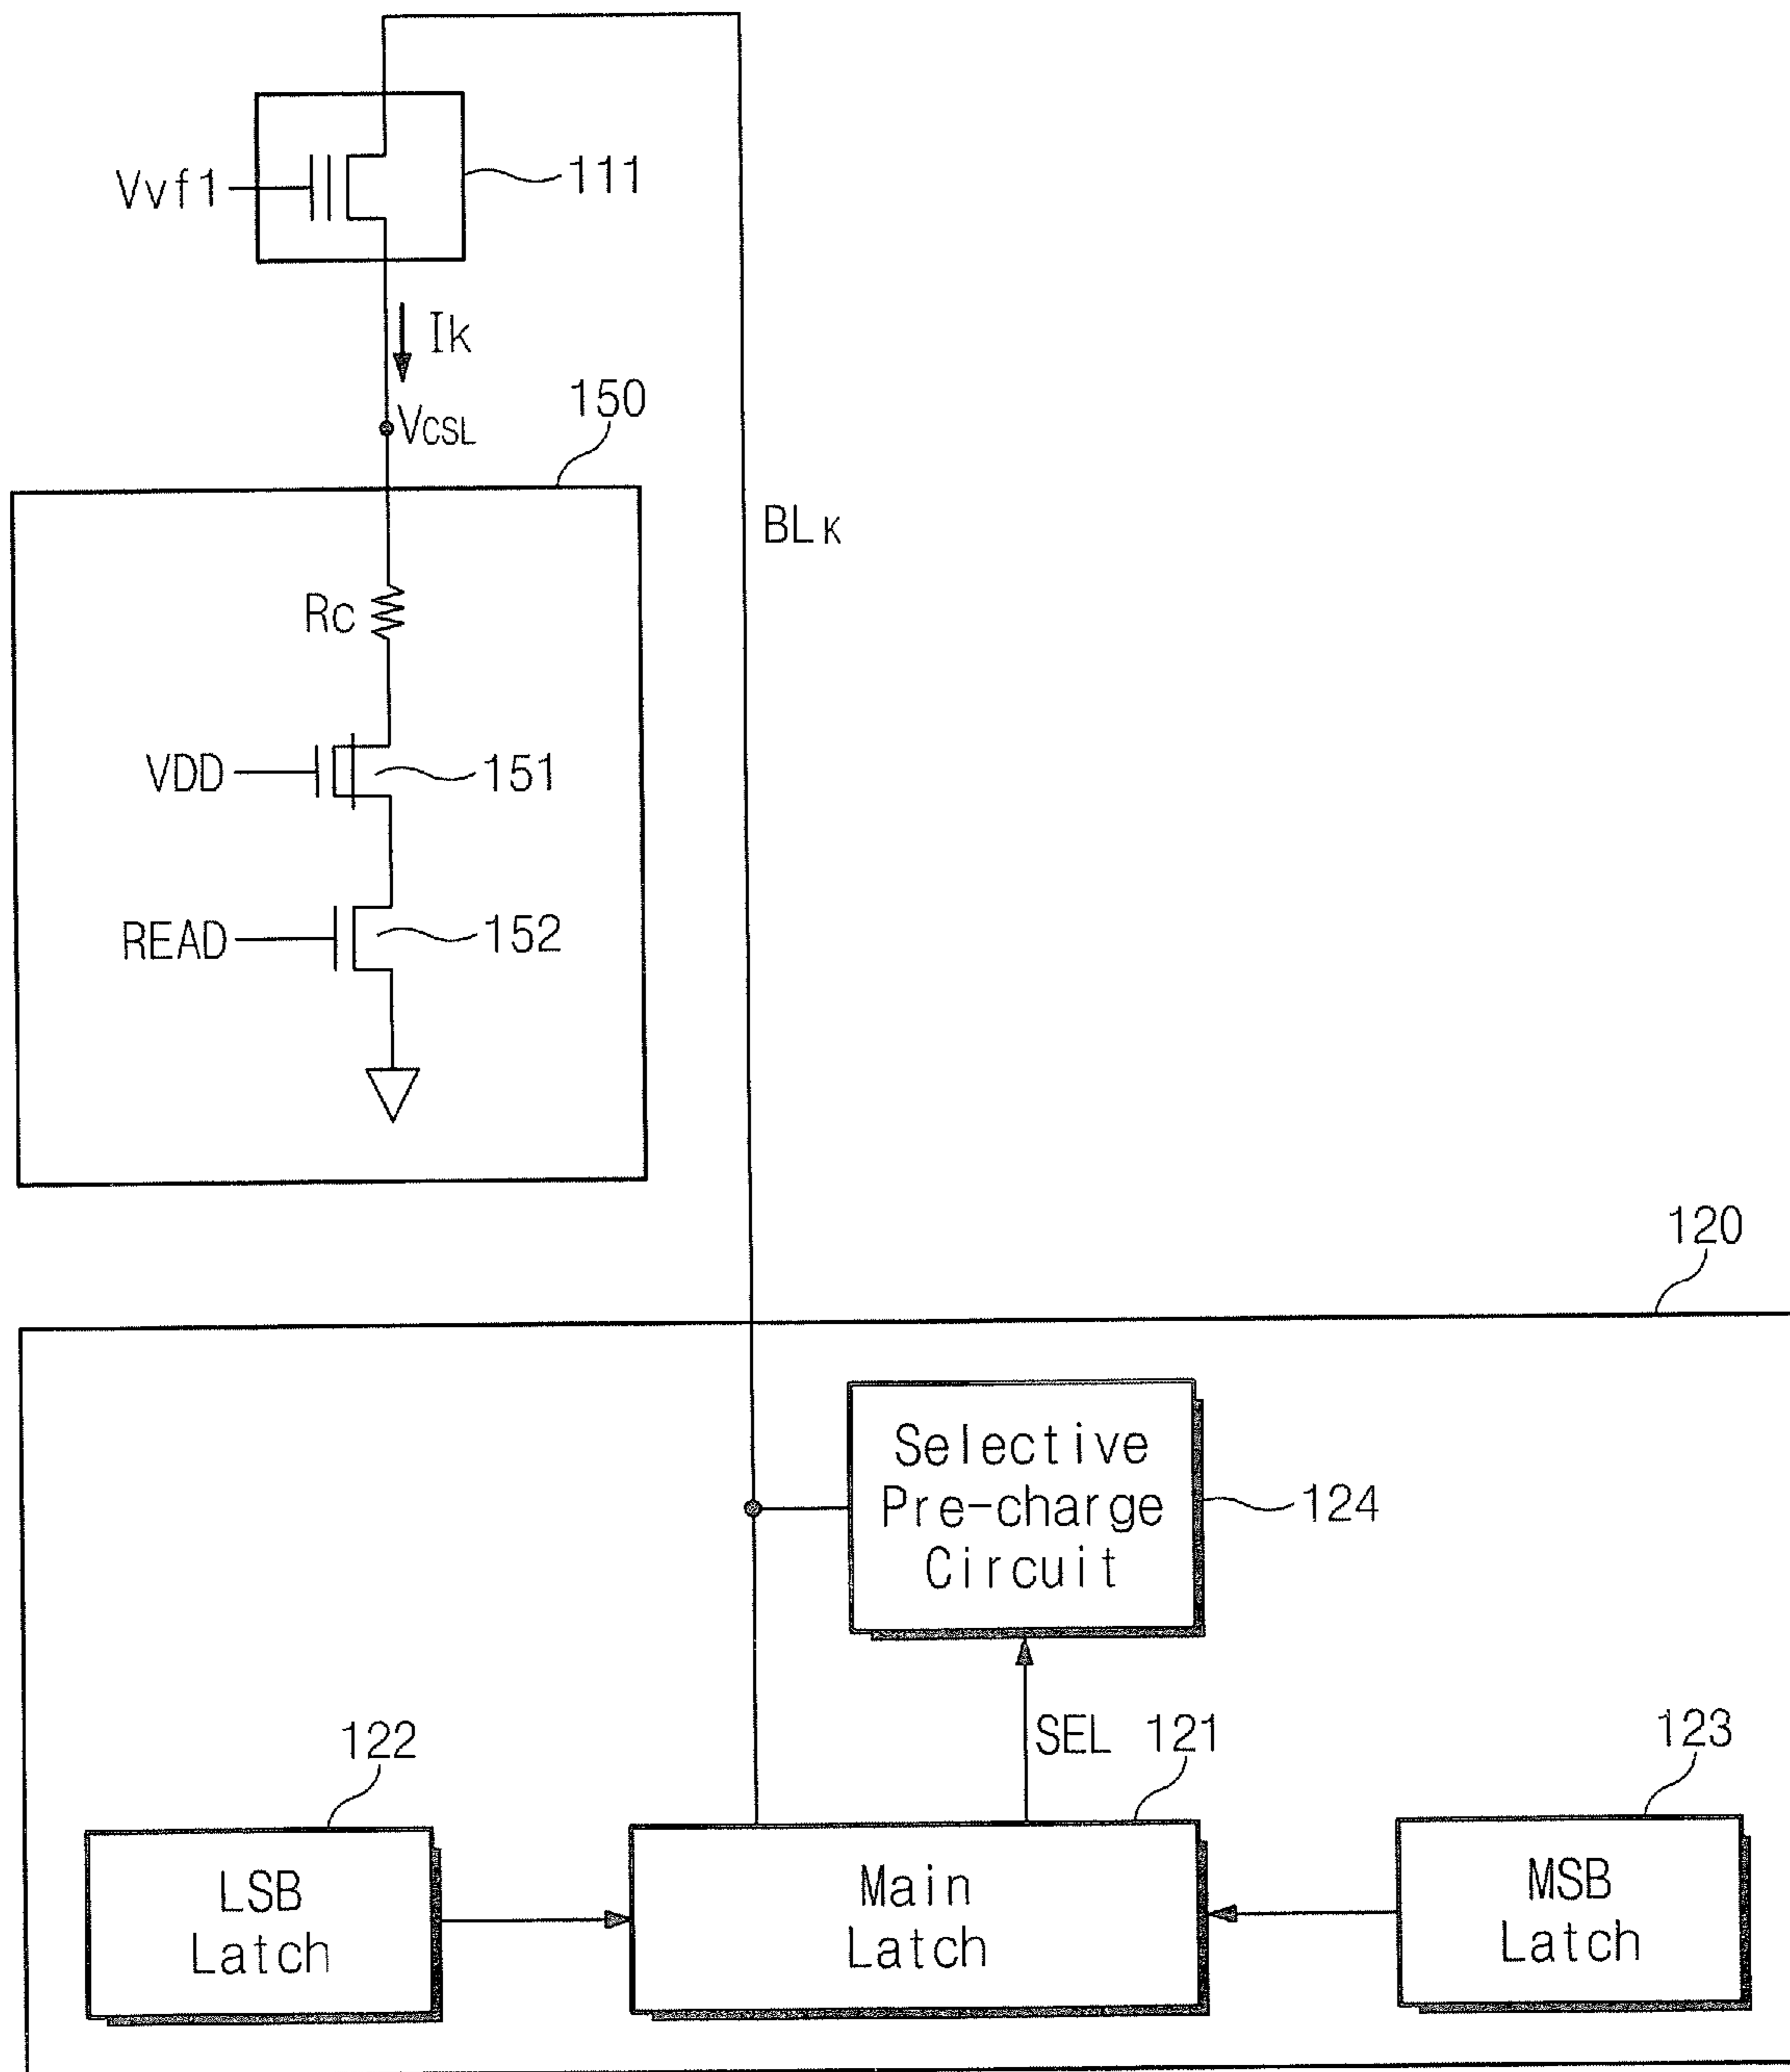 Vvf1
111
Ik
VCSL
150
BLK
Rc
VDD
151
READ
152
120
Selective
Pre-charge
Circuit
124
SEL
121
122
123
LSB
Latch
Main
Latch
MSB
Latch